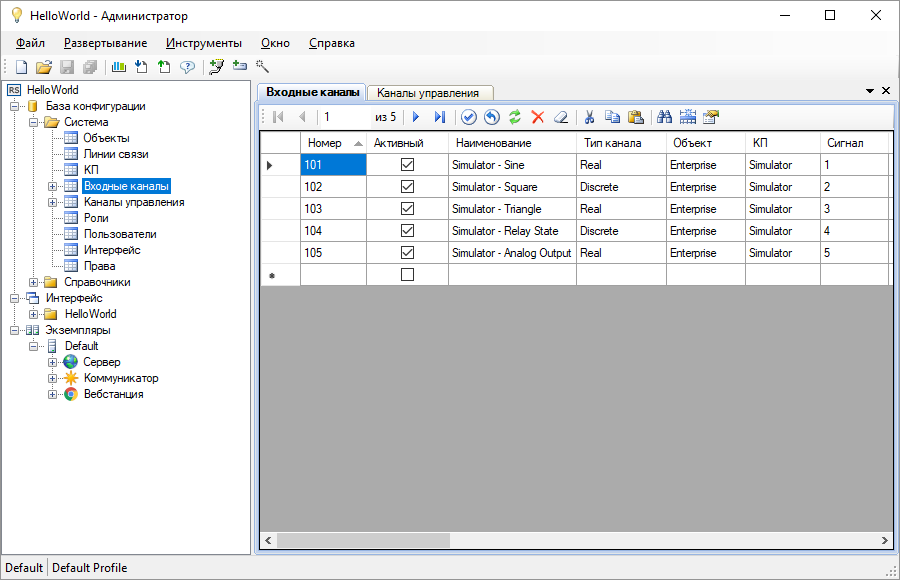 HelloWorld - Администратор
Файл Развертывание Инструменты Окно Справка
RS HelloWorld
База конфигурации
Система
Объекты
Линии связи
КП
Входные каналы
Каналы управления
Роли
Пользователи
Интерфейс
Права
Справочники
Интерфейс
HelloWorld
Экземпляры
Default
Сервер
Коммуникатор
Вебстанция
Входные каналы Каналы управления
1 из 5
Номер Активный Наименование Тип канала Объект КП Сигнал
101 Simulator - Sine Real Enterprise Simulator 1
102 Simulator - Square Discrete Enterprise Simulator 2
103 Simulator - Triangle Real Enterprise Simulator 3
104 Simulator - Relay State Discrete Enterprise Simulator 4
105 Simulator - Analog Output Real Enterprise Simulator 5
Default Default Profile